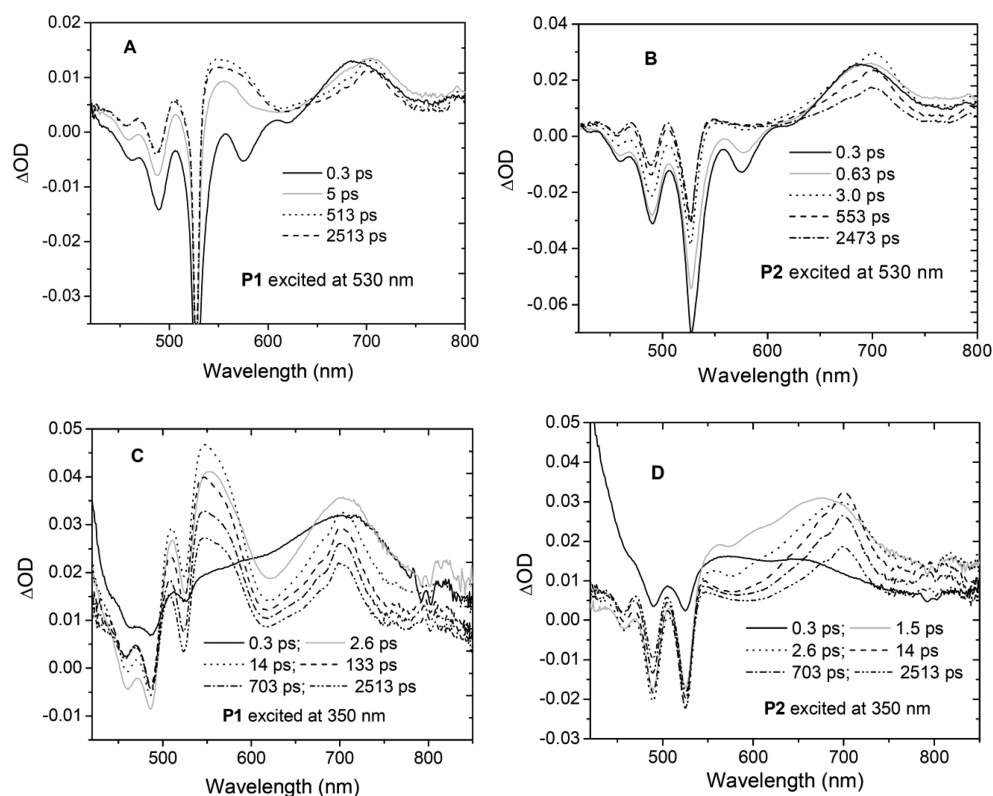 0.02
0.01
0.00
-0.01
-0.02
-0.03
ΔOD
A
0.3 ps
5 ps
513 ps
2513 ps
P1 excited at 530 nm
500
600
700
800
Wavelength (nm)
0.04
0.02
0.00
-0.02
-0.04
-0.06
ΔOD
B
0.3 ps
0.63 ps
3.0 ps
553 ps
2473 ps
P2 excited at 530 nm
500
600
700
800
Wavelength (nm)
0.05
0.04
0.03
0.02
0.01
0.00
-0.01
ΔOD
C
0.3 ps; 2.6 ps
14 ps; 133 ps
703 ps; 2513 ps
P1 excited at 350 nm
500
600
700
800
Wavelength (nm)
0.05
0.04
0.03
0.02
0.01
0.00
-0.01
-0.02
-0.03
ΔOD
D
0.3 ps; 1.5 ps
2.6 ps; 14 ps
703 ps; 2513 ps
P2 excited at 350 nm
500
600
700
800
Wavelength (nm)